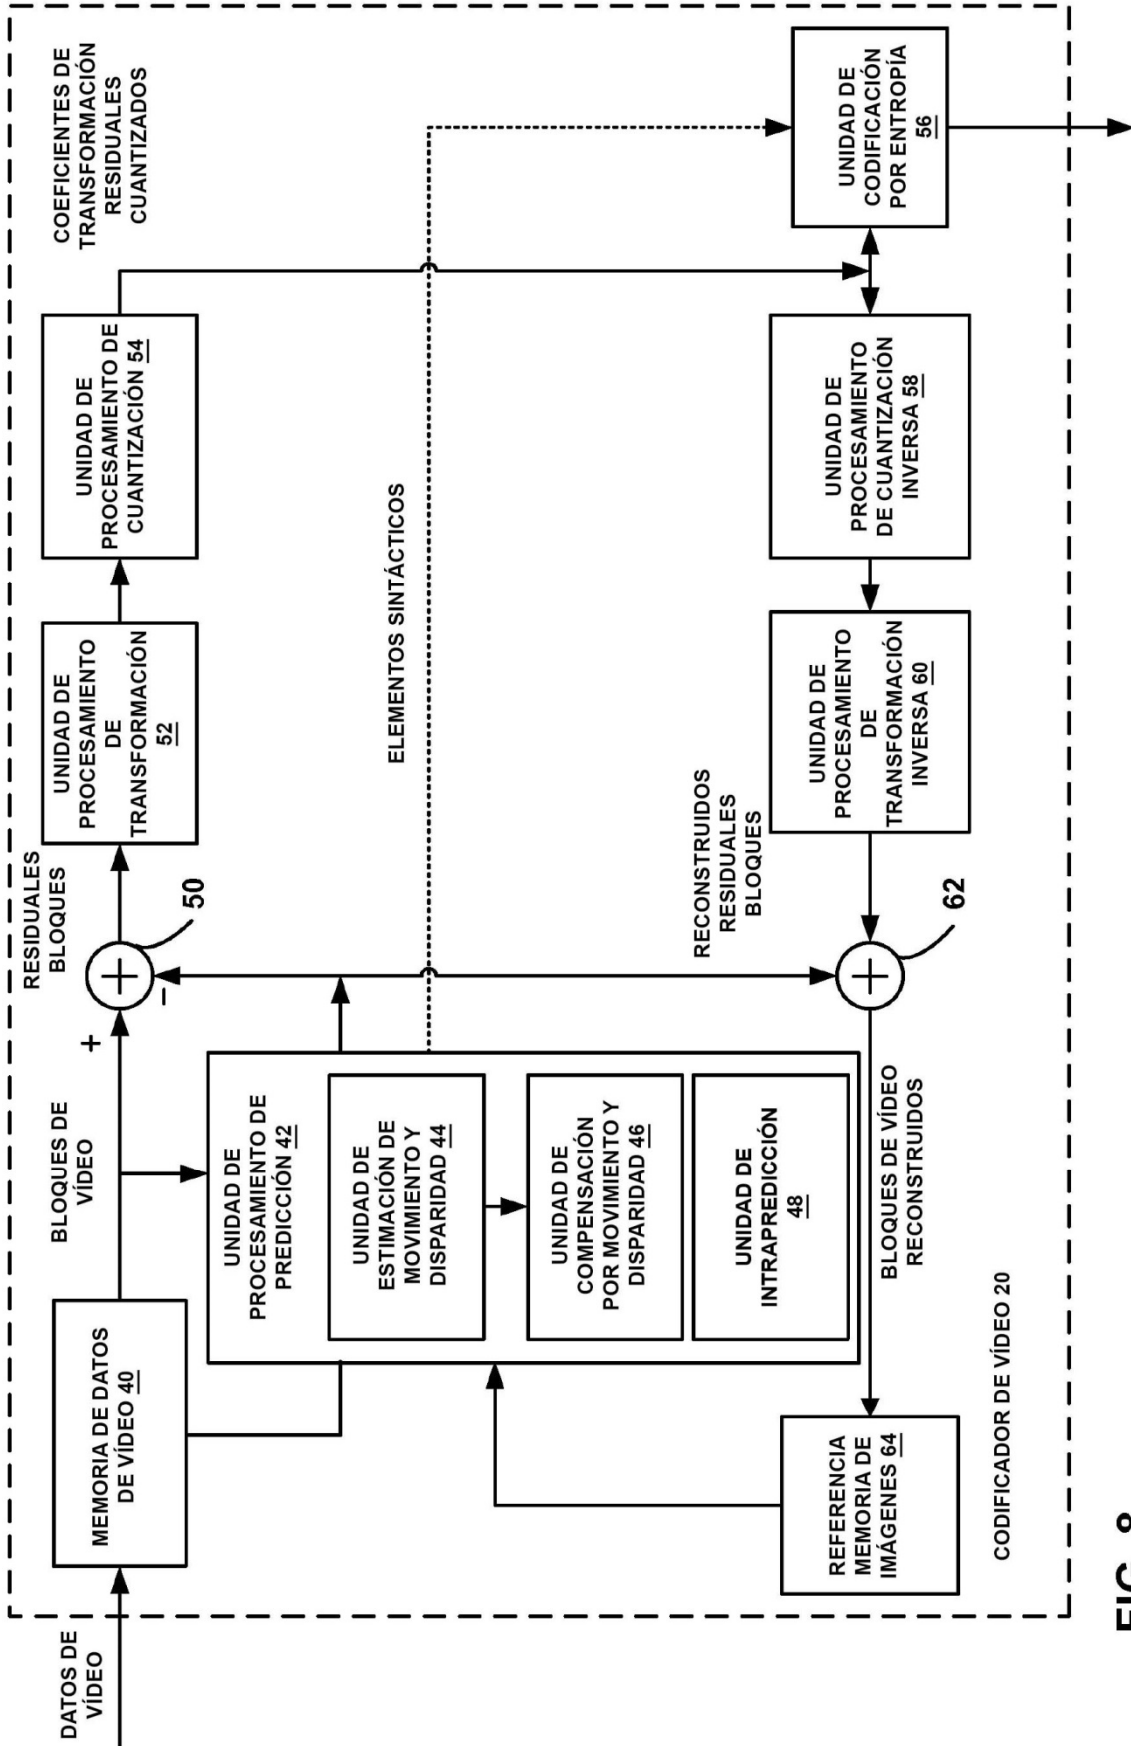 DATOS DE
VÍDEO
MEMORIA DE DATOS
DE VÍDEO 40
BLOQUES DE
VÍDEO
+
-
RESIDUALES
BLOQUES
50
UNIDAD DE
PROCESAMIENTO
DE
TRANSFORMACIÓN
52
UNIDAD DE
PROCESAMIENTO DE
CUANTIZACIÓN 54
COEFICIENTES DE
TRANSFORMACIÓN
RESIDUALES
CUANTIZADOS
UNIDAD DE
PROCESAMIENTO DE
PREDICCIÓN 42
UNIDAD DE
ESTIMACIÓN DE
MOVIMIENTO Y
DISPARIDAD 44
UNIDAD DE
COMPENSACIÓN
POR MOVIMIENTO Y
DISPARIDAD 46
UNIDAD DE
INTRAPREDICCIÓN
48
ELEMENTOS SINTÁCTICOS
REFERENCIA
MEMORIA DE
IMÁGENES 64
BLOQUES DE VÍDEO
RECONSTRUIDOS
62
RECONSTRUIDOS
RESIDUALES
BLOQUES
UNIDAD DE
PROCESAMIENTO
DE
TRANSFORMACIÓN
INVERSA 60
UNIDAD DE
PROCESAMIENTO
DE CUANTIZACIÓN
INVERSA 58
UNIDAD DE
CODIFICACIÓN
POR ENTROPÍA
56
CODIFICADOR DE VÍDEO 20
FIG. 8